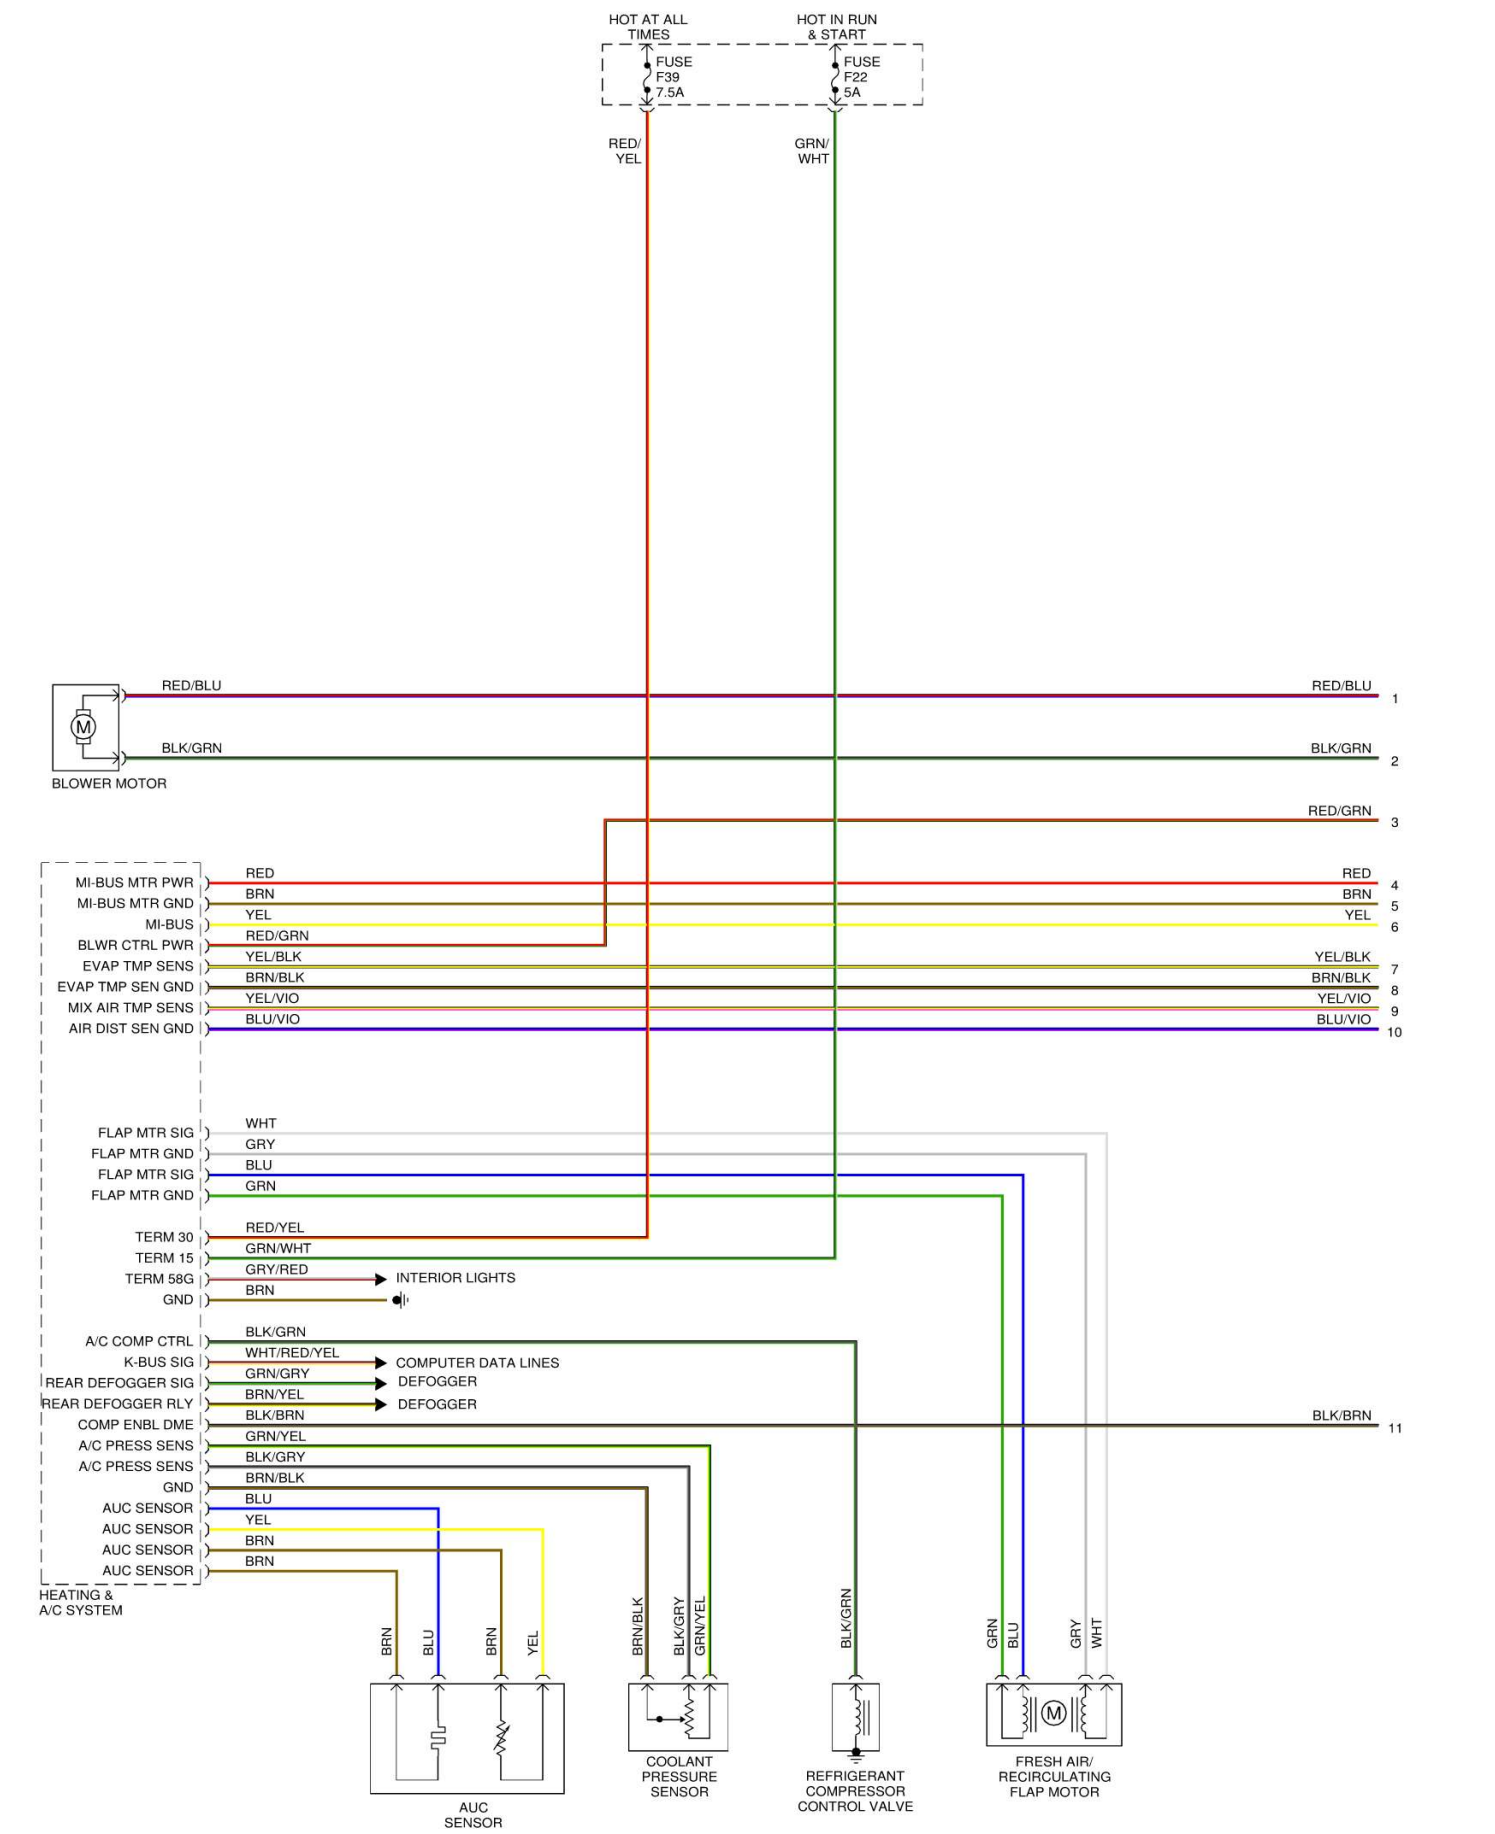 HOT AT ALL
TIMES
HOT IN RUN
& START
FUSE
F39
7.5A
FUSE
F22
5A
RED/
YEL
GRN/
WHT
RED/BLU
RED/BLU
1
M
BLK/GRN
BLK/GRN
2
BLOWER MOTOR
RED/GRN
3
MI-BUS MTR PWR
RED
RED
4
MI-BUS MTR GND
BRN
BRN
5
MI-BUS
YEL
YEL
6
BLWR CTRL PWR
RED/GRN
EVAP TMP SENS
YEL/BLK
YEL/BLK
7
EVAP TMP SEN GND
BRN/BLK
BRN/BLK
8
MIX AIR TMP SENS
YEL/VIO
YEL/VIO
9
AIR DIST SEN GND
BLU/VIO
BLU/VIO
10
FLAP MTR SIG
WHT
FLAP MTR GND
GRY
FLAP MTR SIG
BLU
FLAP MTR GND
GRN
TERM 30
RED/YEL
TERM 15
GRN/WHT
TERM 58G
GRY/RED
INTERIOR LIGHTS
GND
BRN
A/C COMP CTRL
BLK/GRN
K-BUS SIG
WHT/RED/YEL
COMPUTER DATA LINES
REAR DEFOGGER SIG
GRN/GRY
DEFOGGER
REAR DEFOGGER RLY
BRN/YEL
DEFOGGER
COMP ENBL DME
BLK/BRN
BLK/BRN
11
A/C PRESS SENS
GRN/YEL
A/C PRESS SENS
BLK/GRY
GND
BRN/BLK
AUC SENSOR
BLU
AUC SENSOR
YEL
AUC SENSOR
BRN
AUC SENSOR
BRN
HEATING &
A/C SYSTEM
BRN
BLU
BRN
YEL
BRN/BLK
BLK/GRY
GRN/YEL
BLK/GRN
GRN
BLU
GRY
WHT
M
AUC
SENSOR
COOLANT
PRESSURE
SENSOR
REFRIGERANT
COMPRESSOR
CONTROL VALVE
FRESH AIR/
RECIRCULATING
FLAP MOTOR